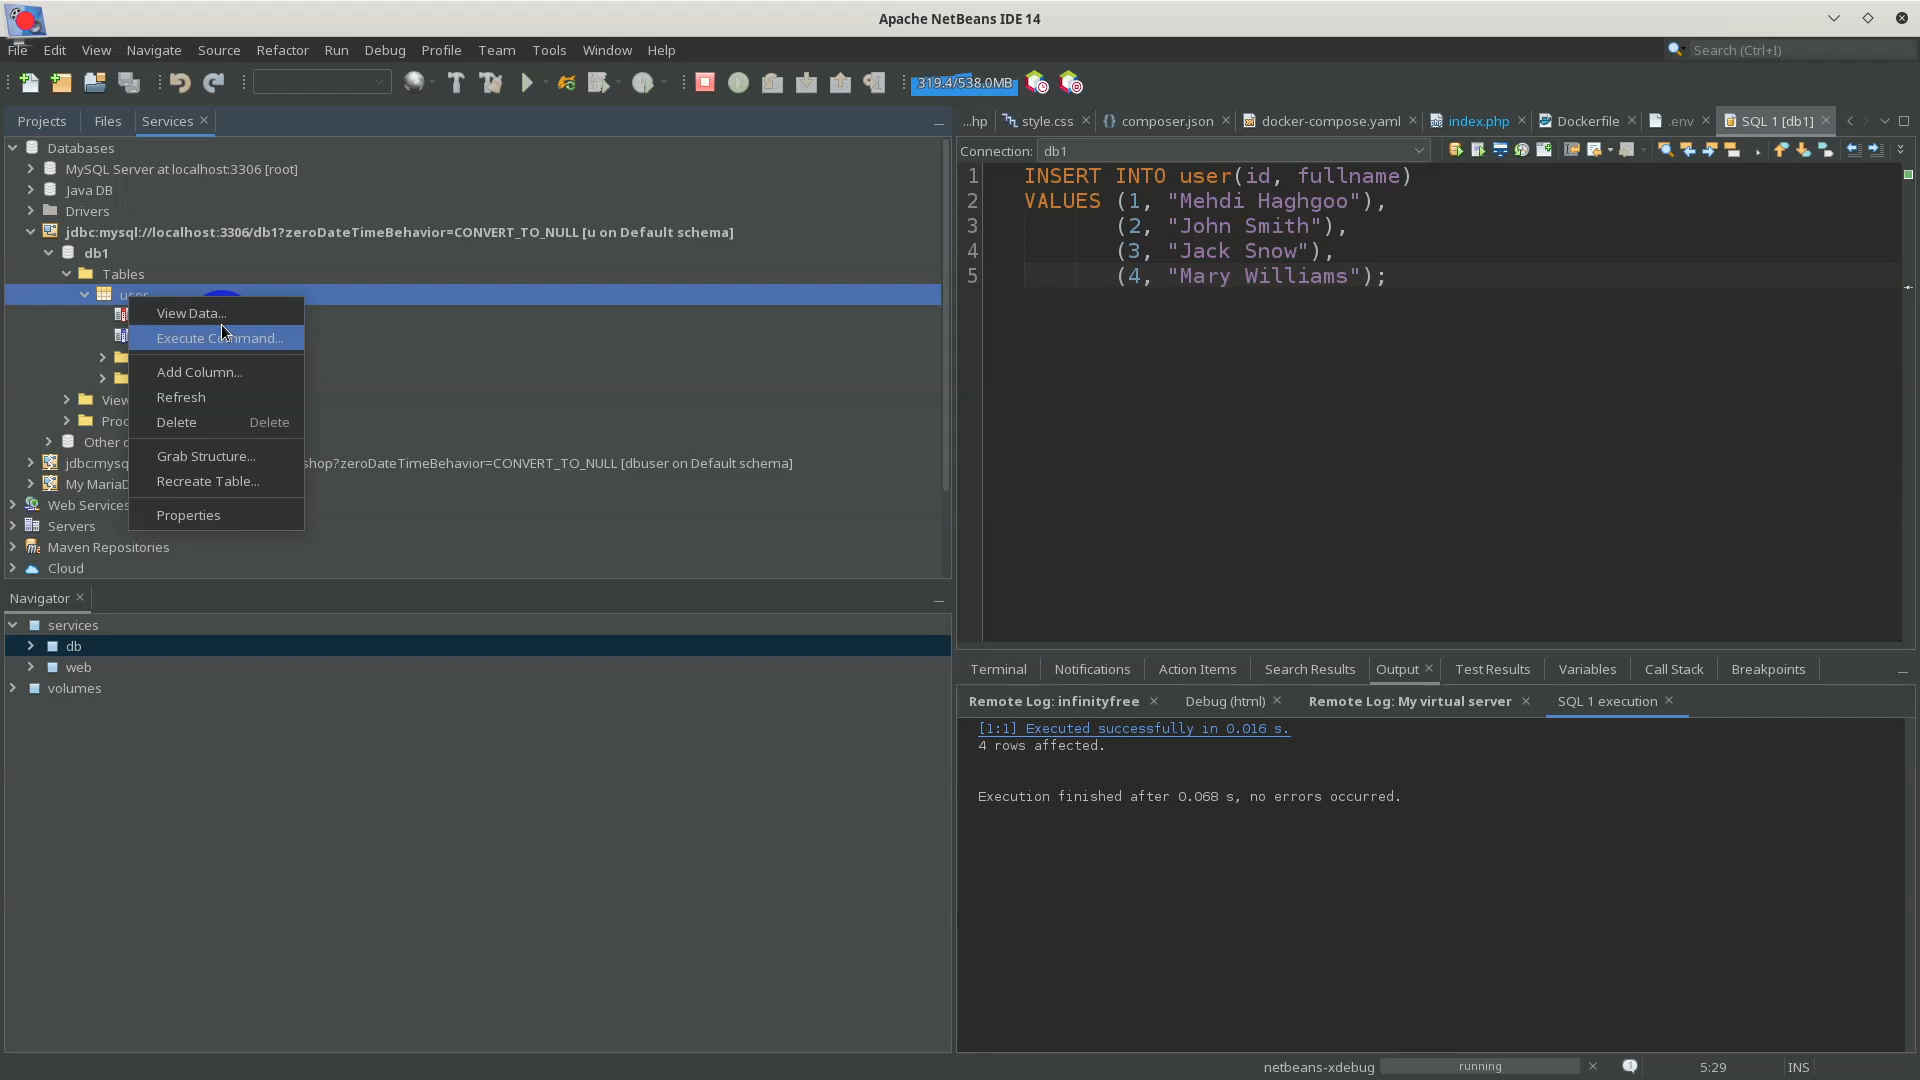 Apache NetBeans IDE 14
File Edit View Navigate Source Refactor Run Debug Profile Team Tools Window Help
Search (Ctrl+I)
319.4/538.0MB
Projects Files Services
...hp style.css composer.json docker-compose.yaml index.php Dockerfile .env SQL 1 [db1]
Connection: db1
Databases
MySQL Server at localhost:3306 [root]
Java DB
Drivers
jdbc:mysql://localhost:3306/db1?zeroDateTimeBehavior=CONVERT_TO_NULL [u on Default schema]
db1
Tables
user
View Data...
Execute Command...
Add Column...
Refresh
Delete Delete
Grab Structure...
Recreate Table...
Properties
View
Proc
Other d
jdbc:mysq
shop?zeroDateTimeBehavior=CONVERT_TO_NULL [dbuser on Default schema]
My MariaD
Web Services
Servers
Maven Repositories
Cloud
1 INSERT INTO user(id, fullname)
2 VALUES (1, "Mehdi Haghgoo"),
3 (2, "John Smith"),
4 (3, "Jack Snow"),
5 (4, "Mary Williams");
Navigator
services
db
web
volumes
Terminal Notifications Action Items Search Results Output Test Results Variables Call Stack Breakpoints
Remote Log: infinityfree Debug (html) Remote Log: My virtual server SQL 1 execution
[1:1] Executed successfully in 0.016 s.
4 rows affected.
Execution finished after 0.068 s, no errors occurred.
netbeans-xdebug running 5:29 INS